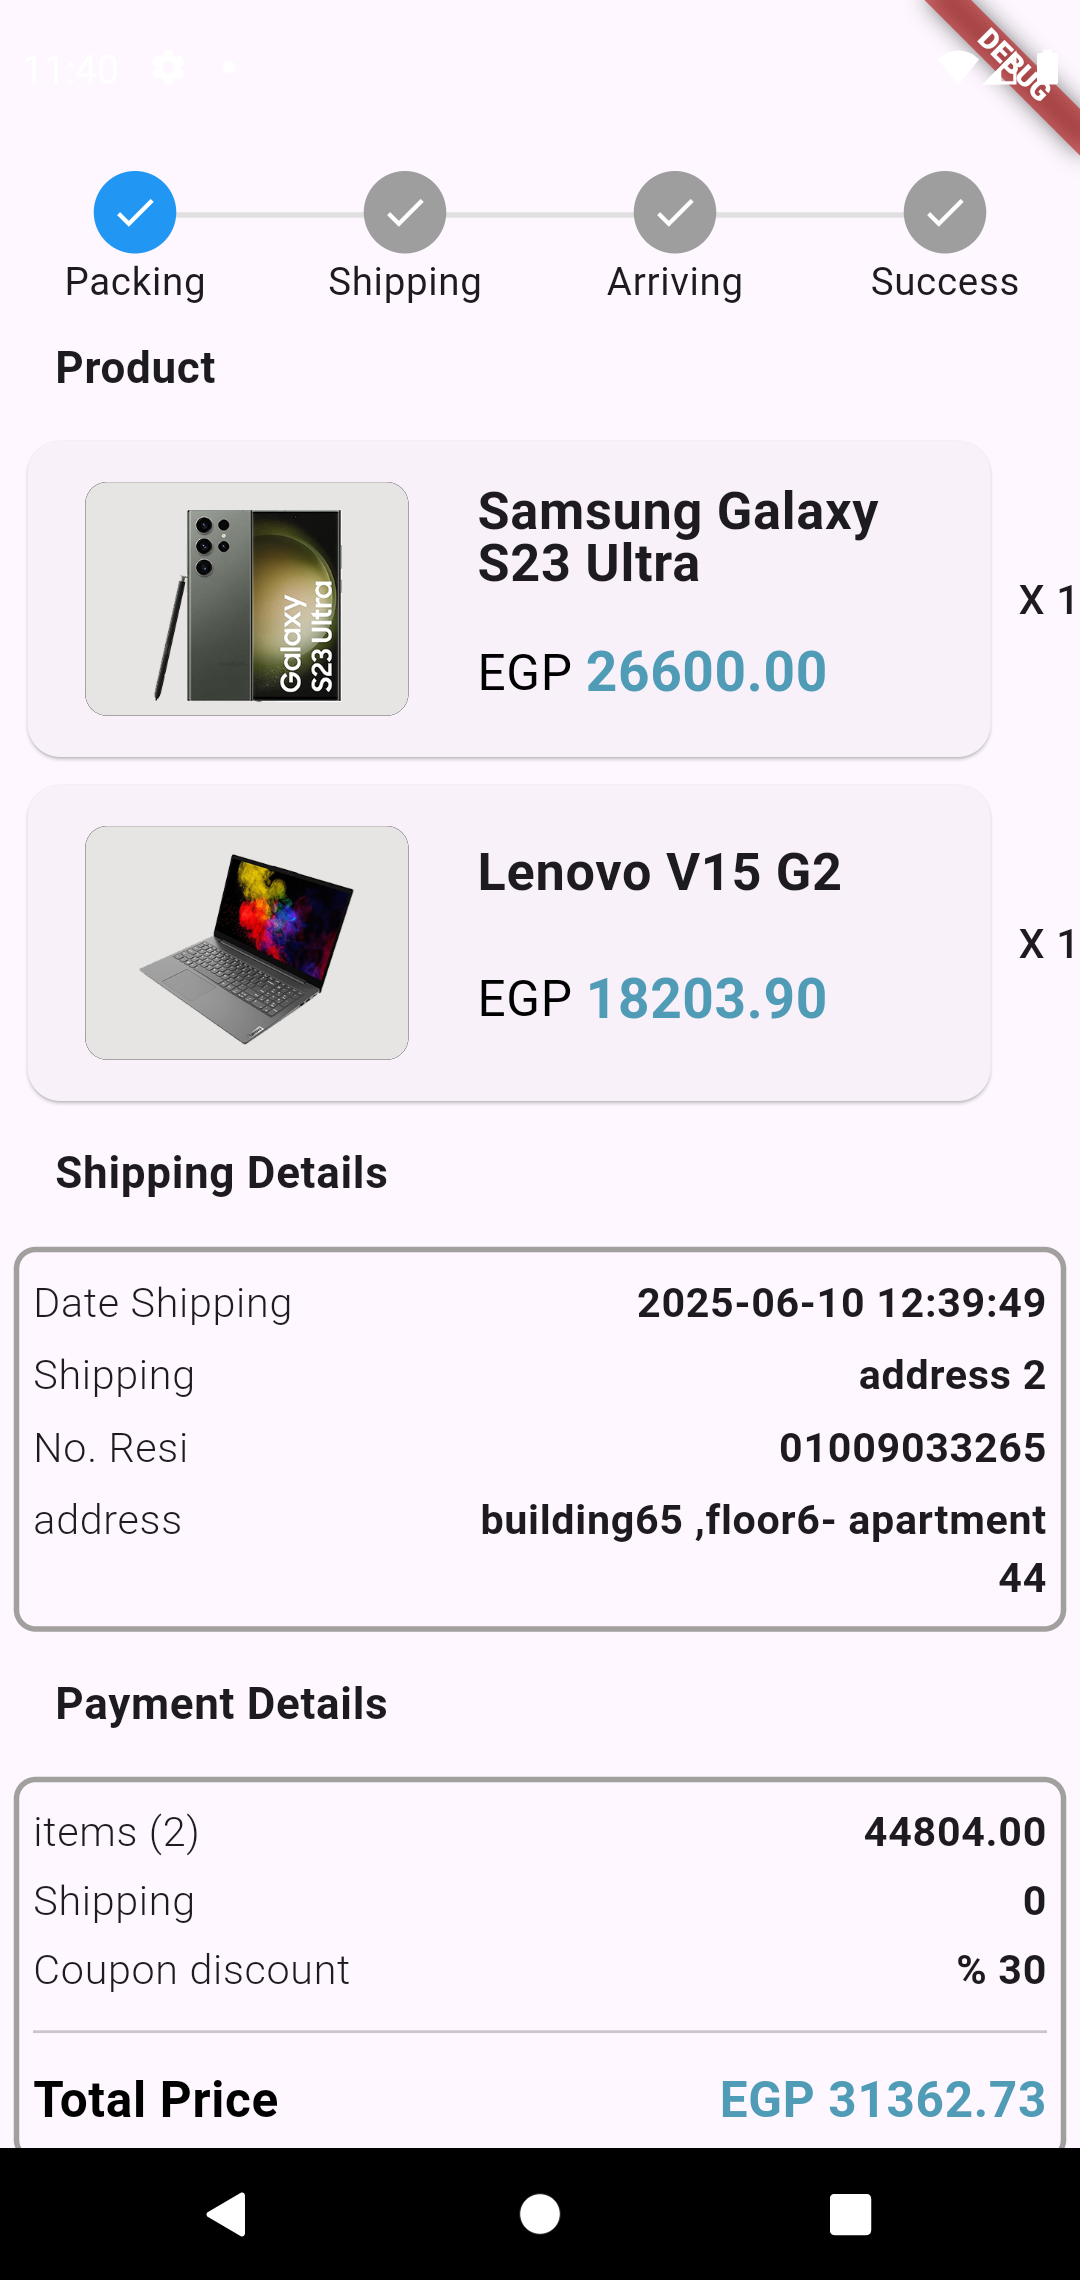 11:40
DEBUG
Packing Shipping Arriving Success
Product
Samsung Galaxy
S23 Ultra
EGP 26600.00
X 1
Galaxy
S23 Ultra
Lenovo V15 G2
EGP 18203.90
X 1
Shipping Details
Date Shipping 2025-06-10 12:39:49
Shipping address 2
No. Resi 01009033265
address building65 ,floor6- apartment
44
Payment Details
items (2) 44804.00
Shipping 0
Coupon discount % 30
Total Price EGP 31362.73